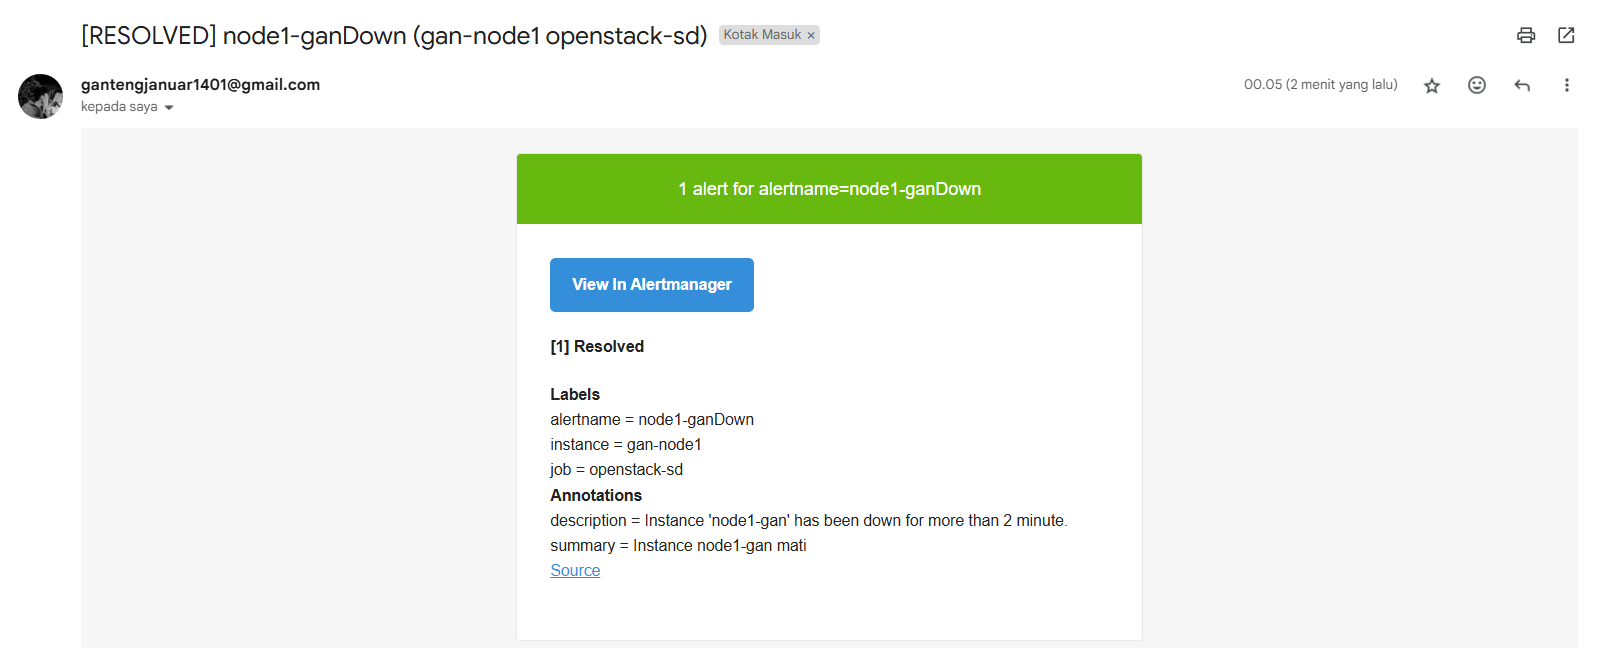 [RESOLVED] node1-ganDown (gan-node1 openstack-sd) Kotak Masuk ×
gantengjanuar1401@gmail.com 00.05 (2 menit yang lalu)
kepada saya
1 alert for alertname=node1-ganDown
View In Alertmanager
[1] Resolved
Labels
alertname = node1-ganDown
instance = gan-node1
job = openstack-sd
Annotations
description = Instance 'node1-gan' has been down for more than 2 minute.
summary = Instance node1-gan mati
Source